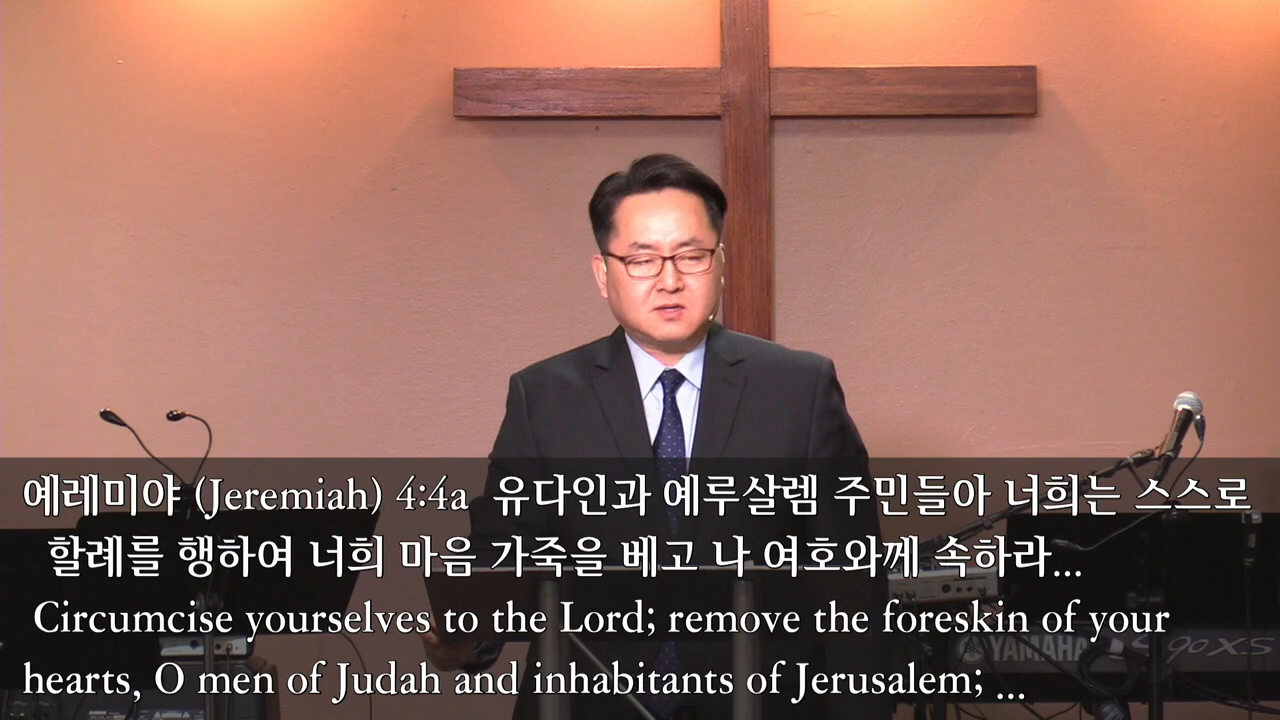 예레미야 (Jeremiah) 4:4a 유다인과 예루살렘 주민들아 너희는 스스로
할례를 행하여 너희 마음 가죽을 베고 나 여호와께 속하라...
Circumcise yourselves to the Lord; remove the foreskin of your
hearts, O men of Judah and inhabitants of Jerusalem; ...
YAMAHA S90XS